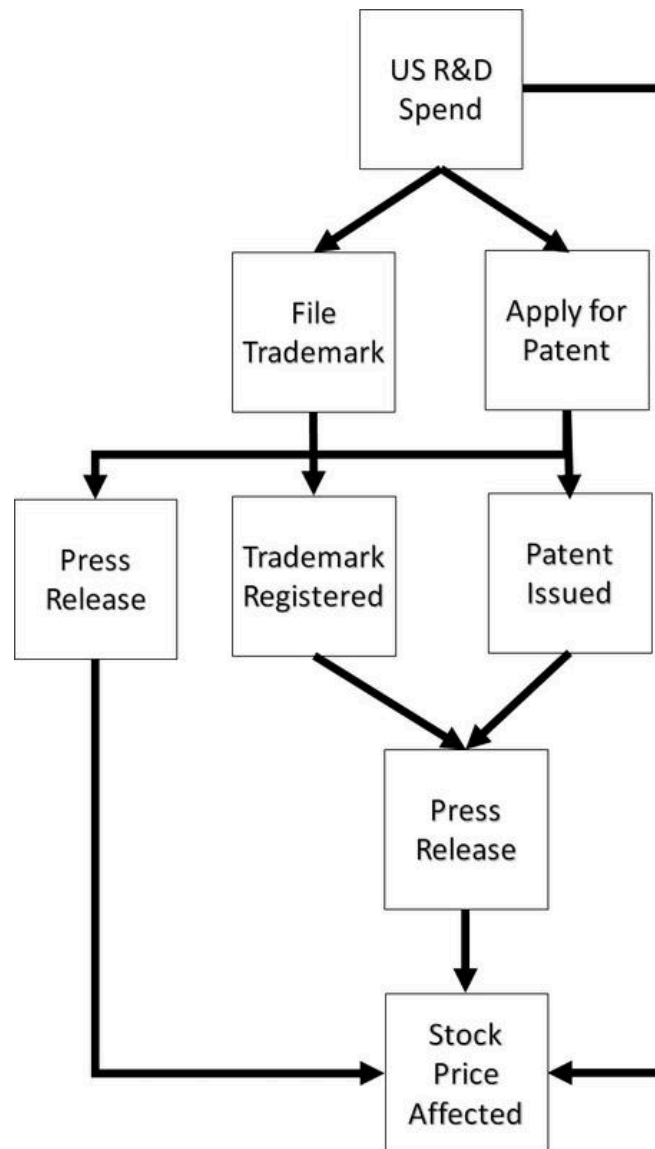 US R&D
Spend
File
Trademark
Apply for
Patent
Press
Release
Trademark
Registered
Patent
Issued
Press
Release
Stock
Price
Affected